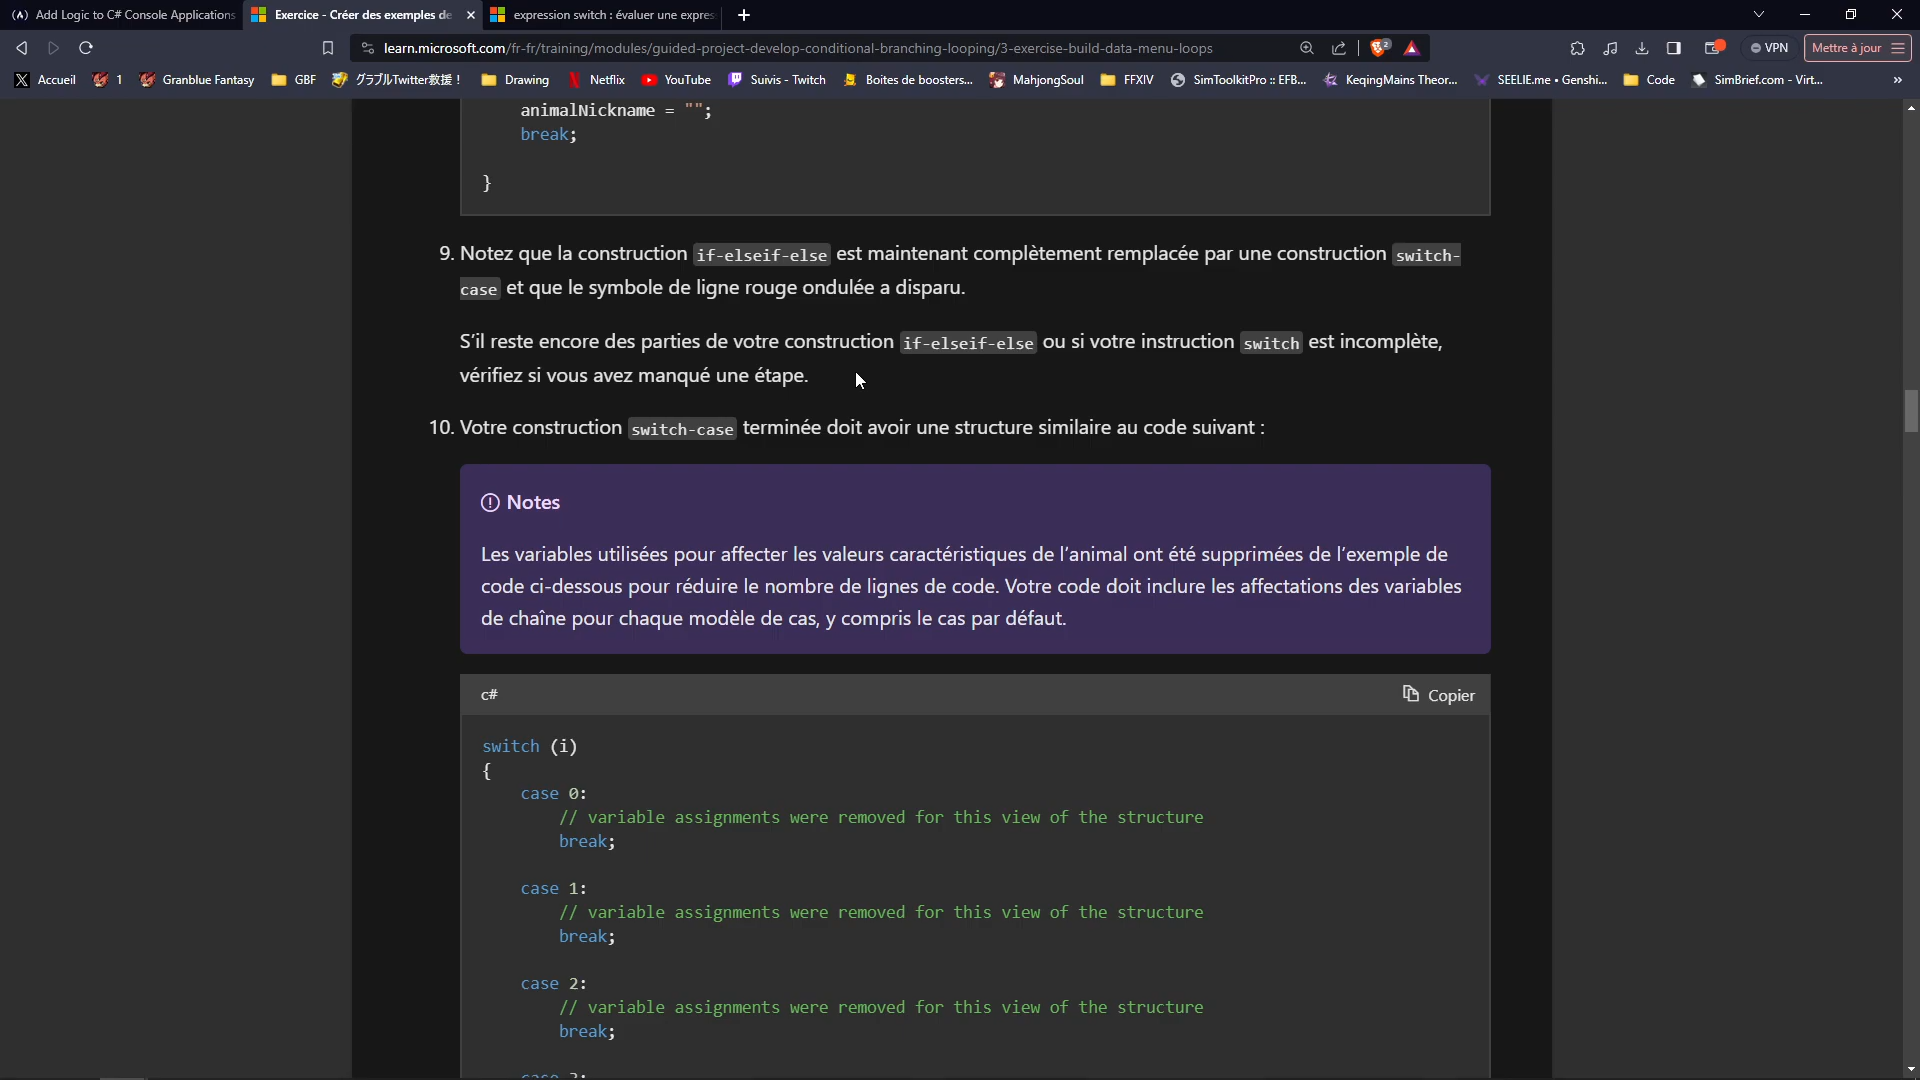 Add Logic to C# Console Applications
Exercice - Créer des exemples de
expression switch : évaluer une expres
learn.microsoft.com/fr-fr/training/modules/guided-project-develop-conditional-branching-looping/3-exercise-build-data-menu-loops
2
VPN
Mettre à jour
Accueil
1
Granblue Fantasy
GBF
グラブルTwitter救援！
Drawing
Netflix
YouTube
Suivis - Twitch
Boites de boosters...
MahjongSoul
FFXIV
SimToolkitPro :: EFB...
KeqingMains Theor...
SEELIE.me • Genshi...
Code
SimBrief.com - Virt...
»
animalNickname = "";
break;
}
9. Notez que la construction if-elseif-else est maintenant complètement remplacée par une construction switch-
case et que le symbole de ligne rouge ondulée a disparu.
S’il reste encore des parties de votre construction if-elseif-else ou si votre instruction switch est incomplète,
vérifiez si vous avez manqué une étape.
10. Votre construction switch-case terminée doit avoir une structure similaire au code suivant :
Notes
Les variables utilisées pour affecter les valeurs caractéristiques de l’animal ont été supprimées de l’exemple de
code ci-dessous pour réduire le nombre de lignes de code. Votre code doit inclure les affectations des variables
de chaîne pour chaque modèle de cas, y compris le cas par défaut.
c#
Copier
switch (i)
{
case 0:
// variable assignments were removed for this view of the structure
break;
case 1:
// variable assignments were removed for this view of the structure
break;
case 2:
// variable assignments were removed for this view of the structure
break;